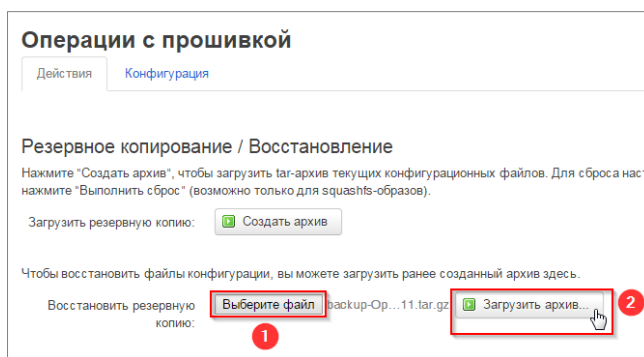 Операции с прошивкой
Действия Конфигурация
Резервное копирование / Восстановление
Нажмите "Создать архив", чтобы загрузить tar-архив текущих конфигурационных файлов. Для сброса наст
нажмите "Выполнить сброс" (возможно только для squashfs-образов).
Загрузить резервную копию: Создать архив
Чтобы восстановить файлы конфигурации, вы можете загрузить ранее созданный архив здесь.
Восстановить резервную Выберите файл backup-Op...11.tar.gz Загрузить архив... 2
копию:
1